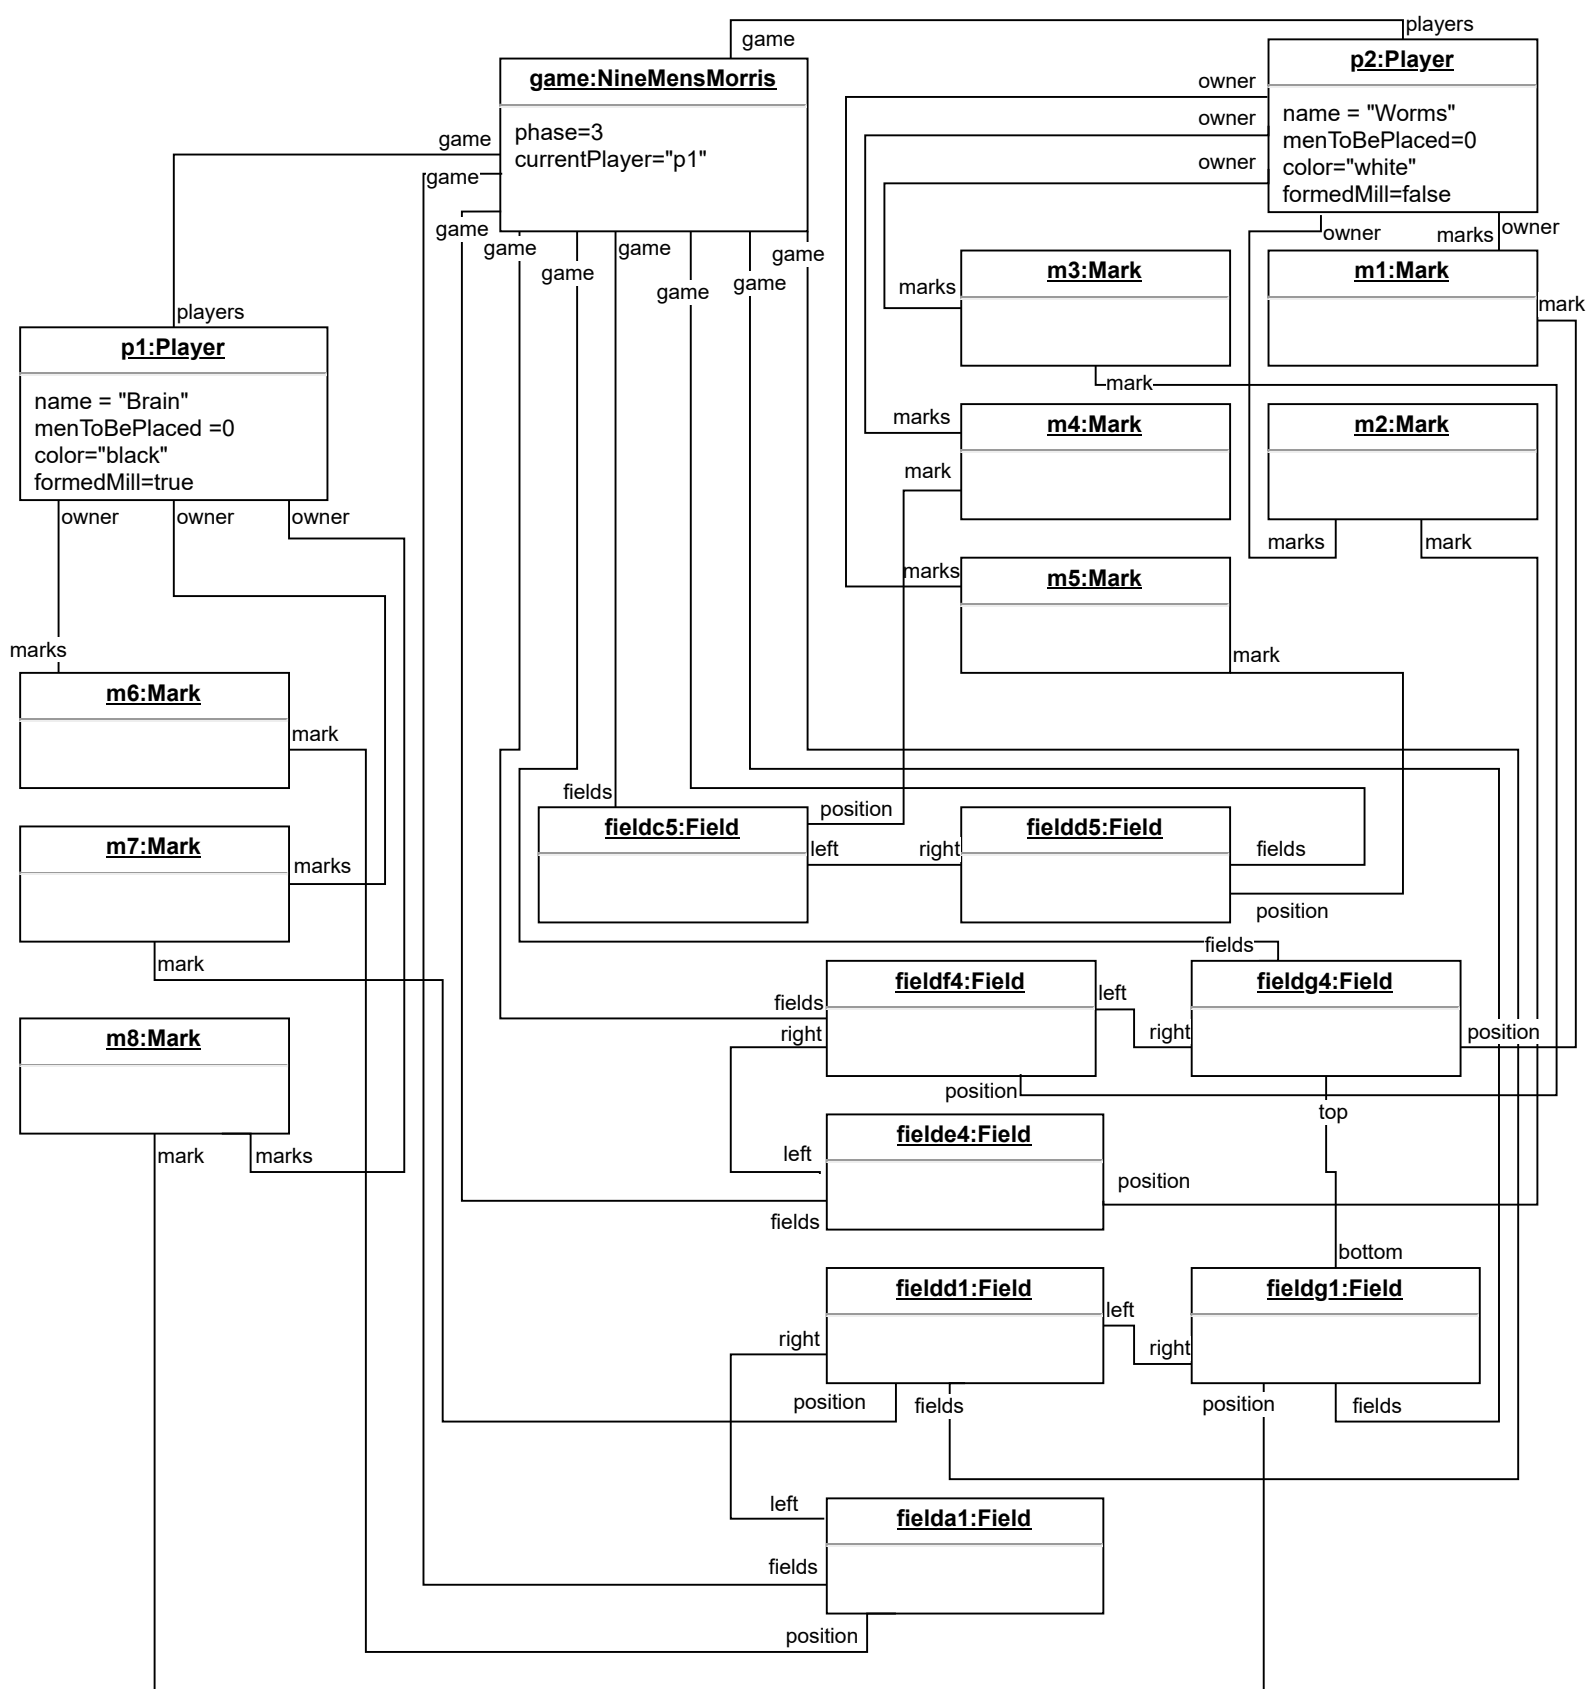 players
game
p2:Player
game:NineMensMorris
owner
name = "Worms"
menToBePlaced=0
color="white"
formedMill=false
owner
owner
phase=3
currentPlayer="p1"
game
game
game
game
game
game
game
game
game
owner
marks
owner
m3:Mark
m1:Mark
marks
mark
players
p1:Player
mark
name = "Brain"
menToBePlaced =0
color="black"
formedMill=true
marks
m4:Mark
m2:Mark
mark
owner
owner
owner
marks
mark
marks
m5:Mark
marks
mark
m6:Mark
mark
fields
position
fieldc5:Field
fieldd5:Field
m7:Mark
left
right
fields
marks
position
mark
fields
fieldf4:Field
fieldg4:Field
left
fields
right
right
position
m8:Mark
position
top
fielde4:Field
mark
marks
left
position
fields
bottom
fieldd1:Field
fieldg1:Field
left
right
right
position
fields
position
fields
left
fielda1:Field
fields
position